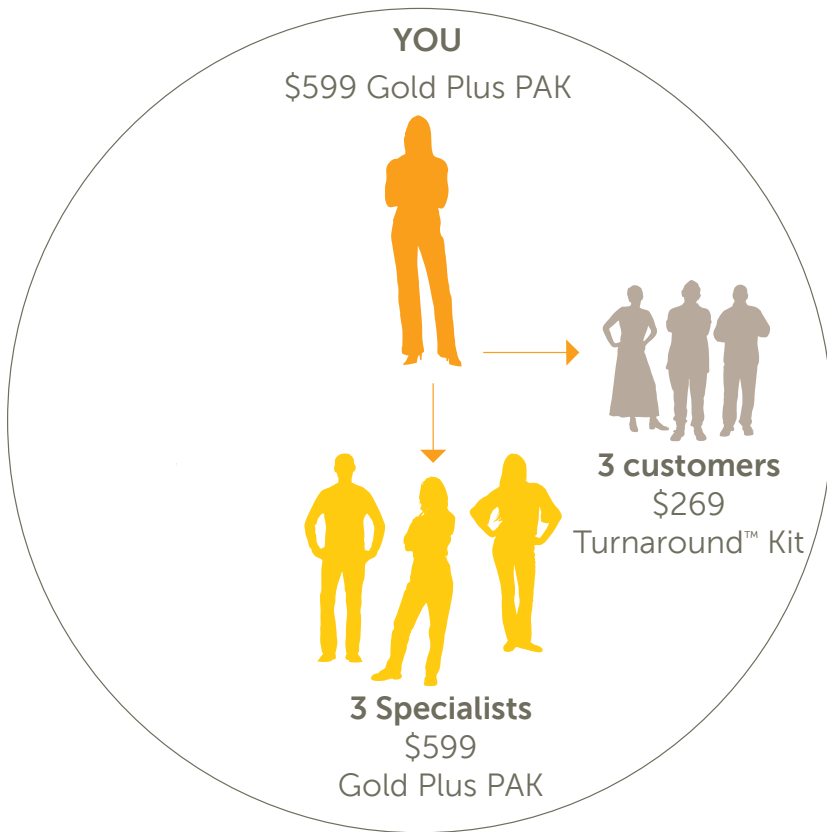 YOU
$599 Gold Plus PAK
3 customers
$269
Turnaround™ Kit
3 Specialists
$599
Gold Plus PAK